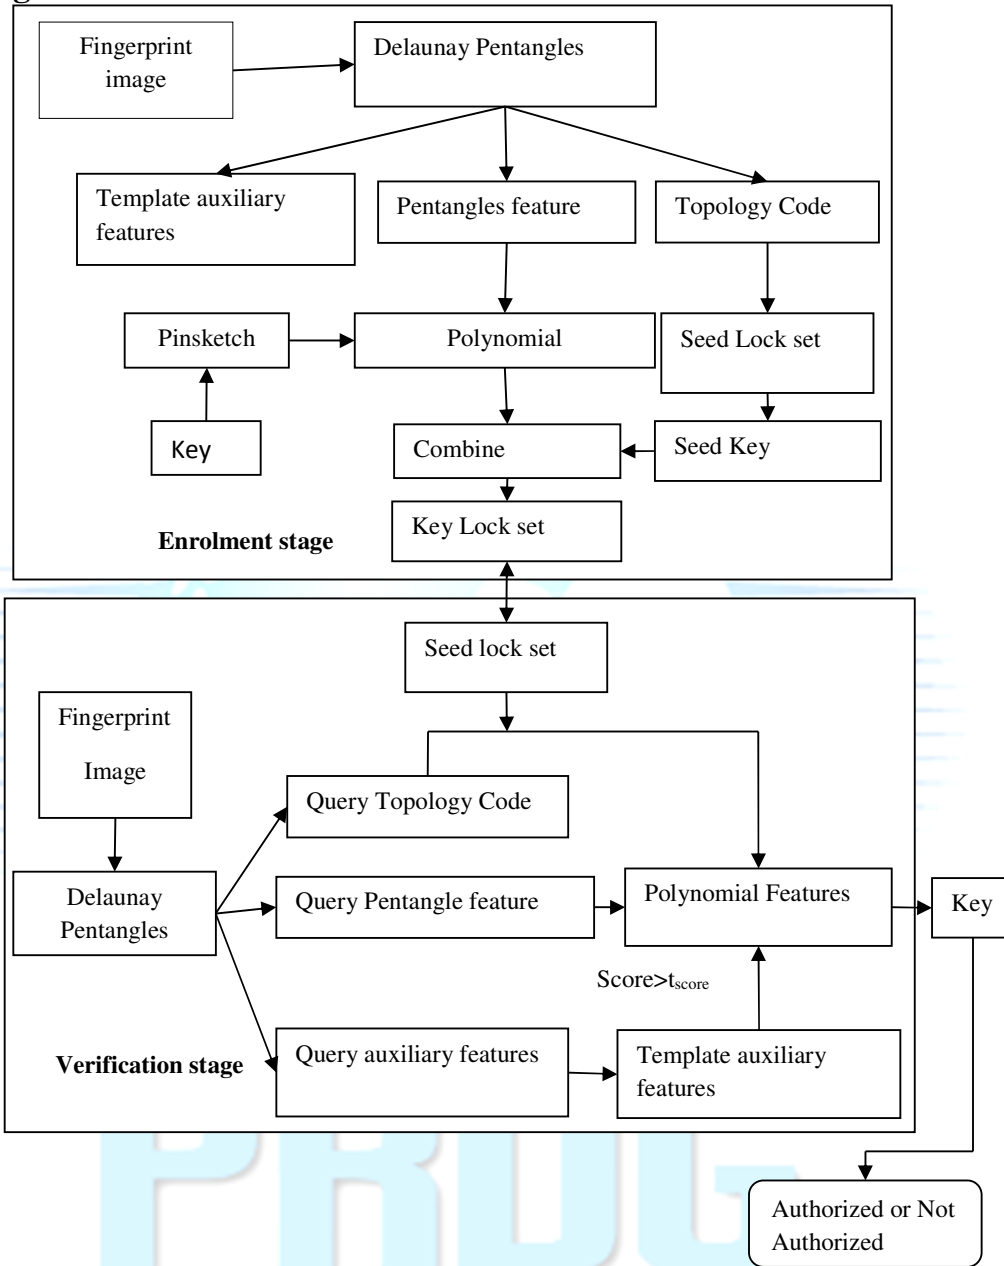 Fingerprint
image
Delaunay Pentangles
Template auxiliary
features
Pentangles feature
Topology Code
Pinsketch
Polynomial
Seed Lock set
Key
Combine
Seed Key
Key Lock set
Enrolment stage
Seed lock set
Fingerprint
Image
Query Topology Code
Delaunay
Pentangles
Query Pentangle feature
Polynomial Features
Key
Score>tscore
Query auxiliary features
Template auxiliary
features
Verification stage
PRDG
Authorized or Not
Authorized